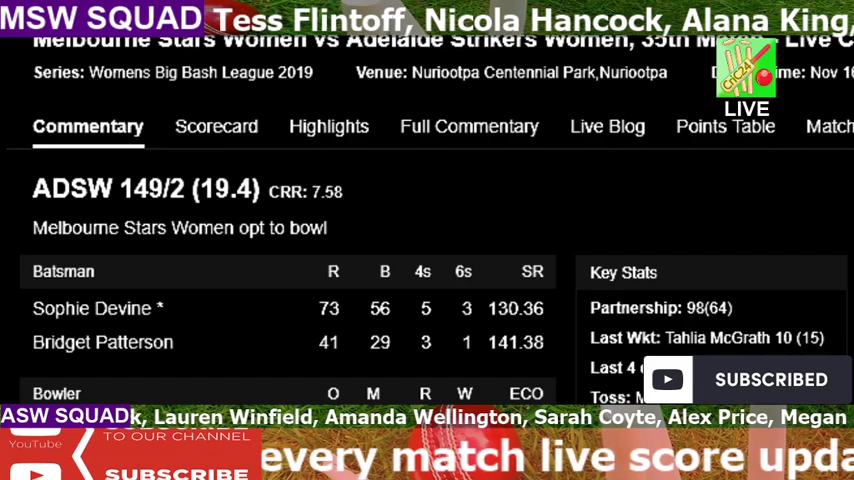 MSW SQUAD Tess Flintoff, Nicola Hancock, Alana King,
Melbourne Stars Women vs Adelaide Strikers Women, 35th
Series: Womens Big Bash League 2019 Venue: Nuriootpa Centennial Park,Nuriootpa ime: Nov 16
Cric24
LIVE
Commentary Scorecard Highlights Full Commentary Live Blog Points Table Match
ADSW 149/2 (19.4) CRR: 7.58
Melbourne Stars Women opt to bowl
Batsman R B 4s 6s SR
Sophie Devine * 73 56 5 3 130.36
Bridget Patterson 41 29 3 1 141.38
Bowler O M R W ECO
Key Stats
Partnership: 98(64)
Last Wkt: Tahlia McGrath 10 (15)
Last 4
Toss:
SUBSCRIBED
ASW SQUAD k, Lauren Winfield, Amanda Wellington, Sarah Coyte, Alex Price, Megan
YouTube
TO OUR CHANNEL
SUBSCRIBE
every match live score upda